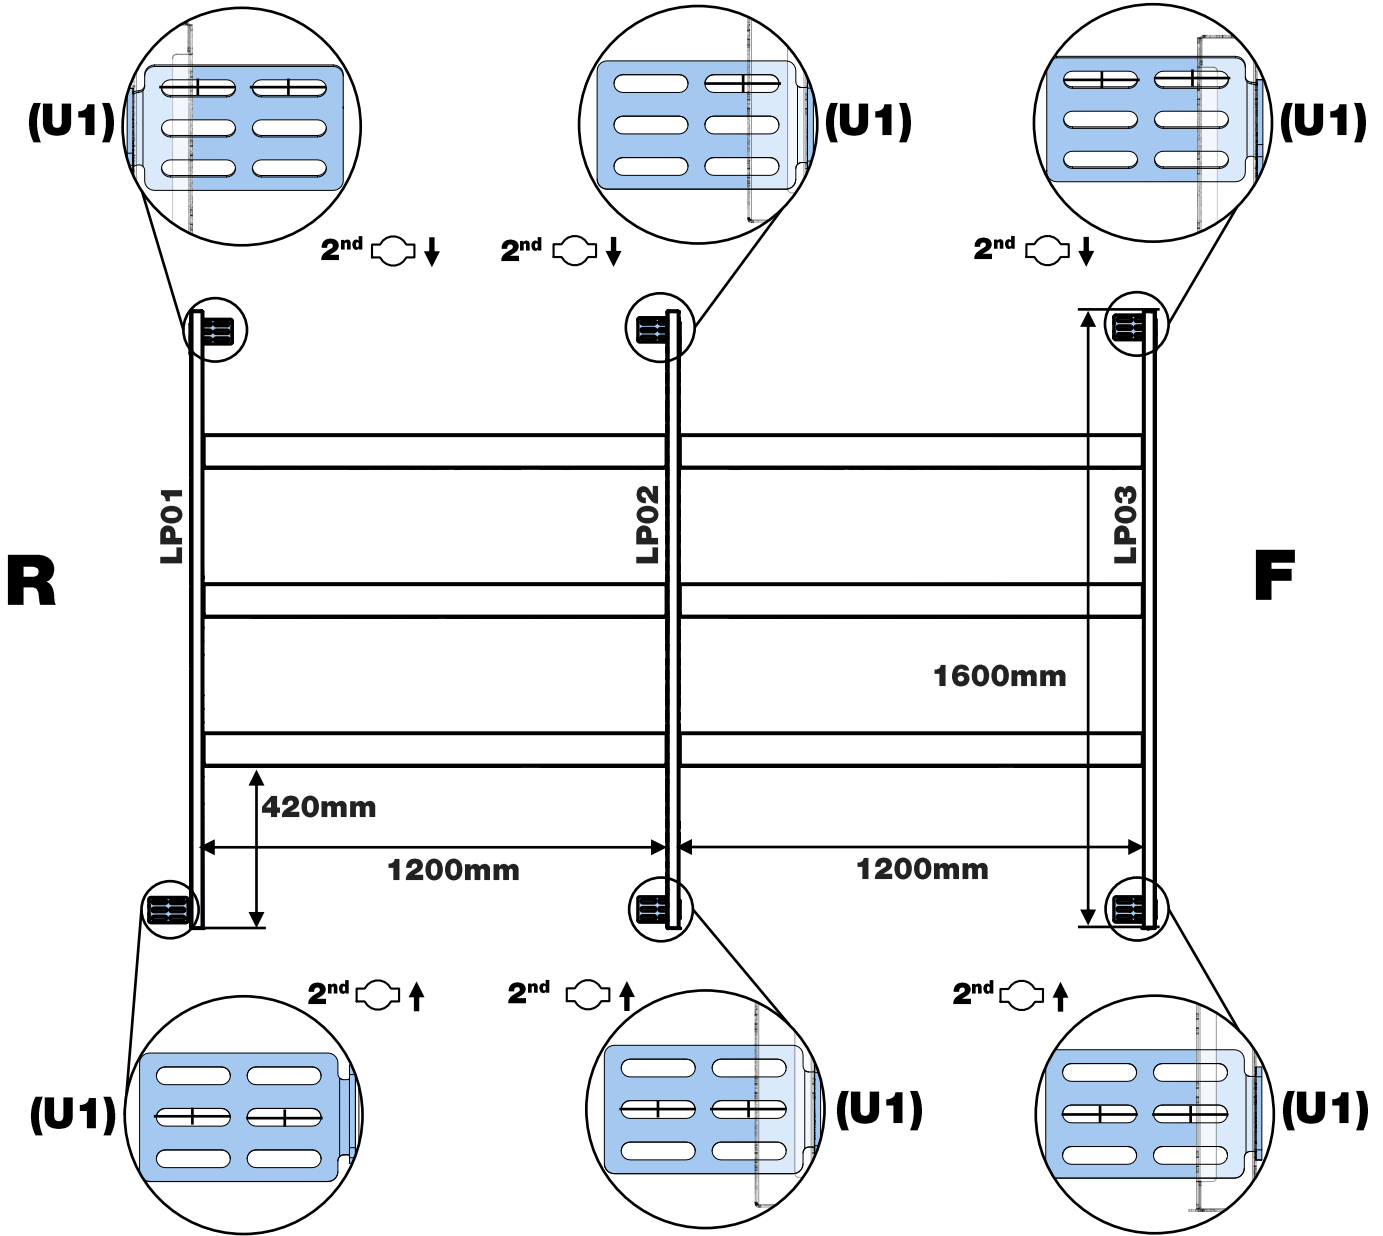 (U1) (U1) (U1)
2nd 2nd 2nd
LP01 LP02 LP03
R F
1600mm
420mm
1200mm 1200mm
2nd 2nd 2nd
(U1) (U1) (U1)